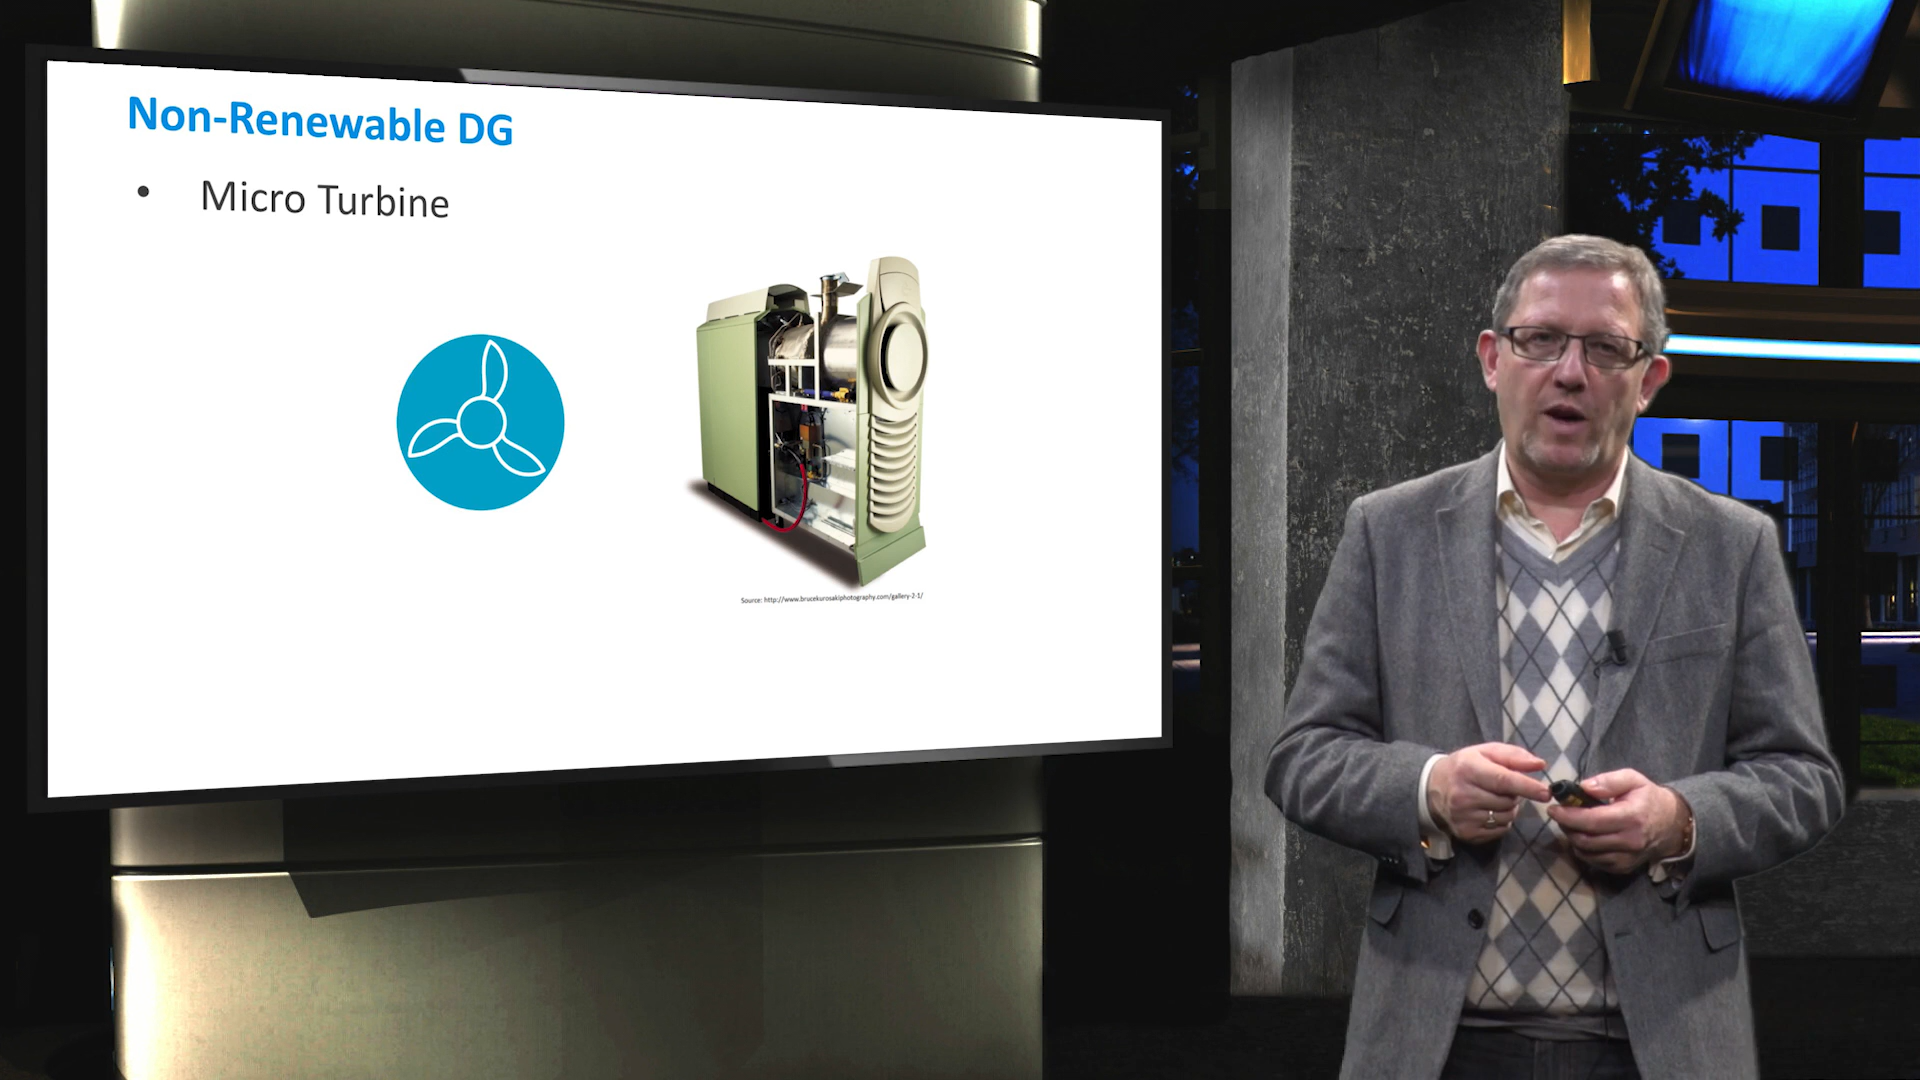 Non-Renewable DG
• Micro Turbine
Source: http://www.brucekurosakiphotography.com/gallery-2-1/